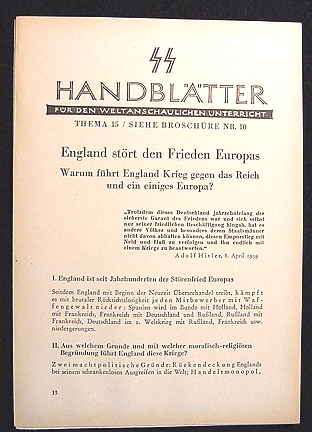 SS
HANDBLÄTTER
FÜR DEN WELTANSCHAULICHEN UNTERRICHT
THEMA 15 / SIEHE BROSCHÜRE NR. 10
England stört den Frieden Europas
Warum führt England Krieg gegen das Reich
und ein einiges Europa?
„Trotzdem dieses Deutschland Jahrzehntelang der
sicherste Garant des Friedens war und sich selbst
nur seiner friedlichen Beschäftigung hingab, hat es
andere Völker und besonders deren Staatsmänner
nicht davon abhalten können, diesen Emporstieg mit
Neid und Haß zu verfolgen und ihn endlich mit
einem Kriege zu beantworten.“
Adolf Hitler, 8. April 1939
I. England ist seit Jahrhunderten der Störenfried Europas
Seitdem England mit Beginn der Neuzeit Überseehandel treibt, kämpft
es mit brutaler Rücksichtslosigkeit jeden Mitbewerber mit Waf-
fengewalt nieder: Spanien wird im Bunde mit Holland, Holland
mit Frankreich, Frankreich mit Deutschland und Rußland, Rußland mit
Frankreich, Deutschland im 1. Weltkrieg mit Rußland, Frankreich usw.
niedergerungen.
II. Aus welchem Grunde und mit welcher moralisch-religiösen
Begründung führt England diese Kriege?
Zwei machtpolitische Gründe: Rückendeckung Englands
bei seinem schrankenlosen Ausgreifen in die Welt; Handelsmonopol,
15